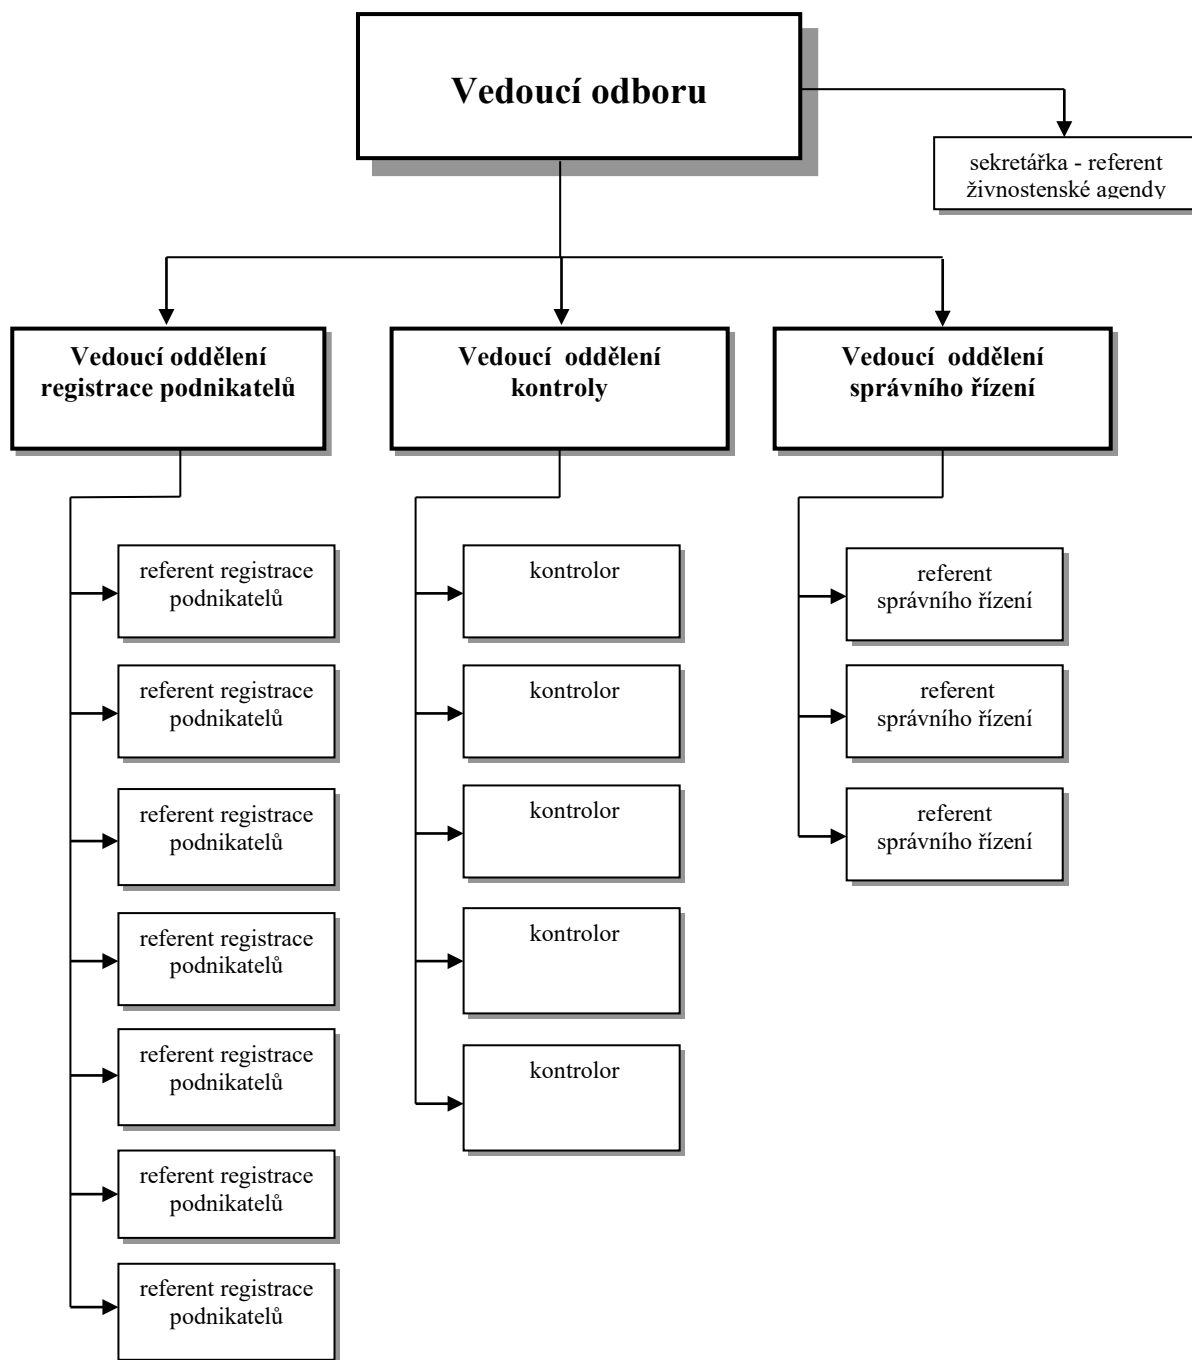 Vedoucí odboru
sekretářka - referent
živnostenské agendy
Vedoucí oddělení
registrace podnikatelů
Vedoucí oddělení
kontroly
Vedoucí oddělení
správního řízení
referent registrace
podnikatelů
referent registrace
podnikatelů
referent registrace
podnikatelů
referent registrace
podnikatelů
referent registrace
podnikatelů
referent registrace
podnikatelů
referent registrace
podnikatelů
kontrolor
kontrolor
kontrolor
kontrolor
kontrolor
referent
správního řízení
referent
správního řízení
referent
správního řízení